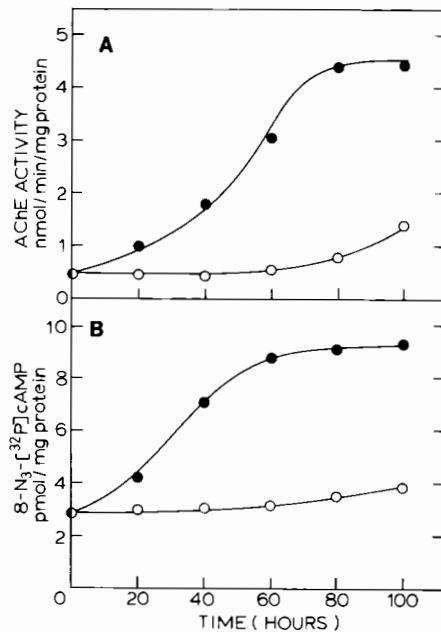 A
AChE ACTIVITY
nmol/min/mg protein
5
4
3
2
1
0
B
8-N₃-[³²P]cAMP
pmol/mg protein
10
8
6
4
2
0 20 40 60 80 100
TIME (HOURS)